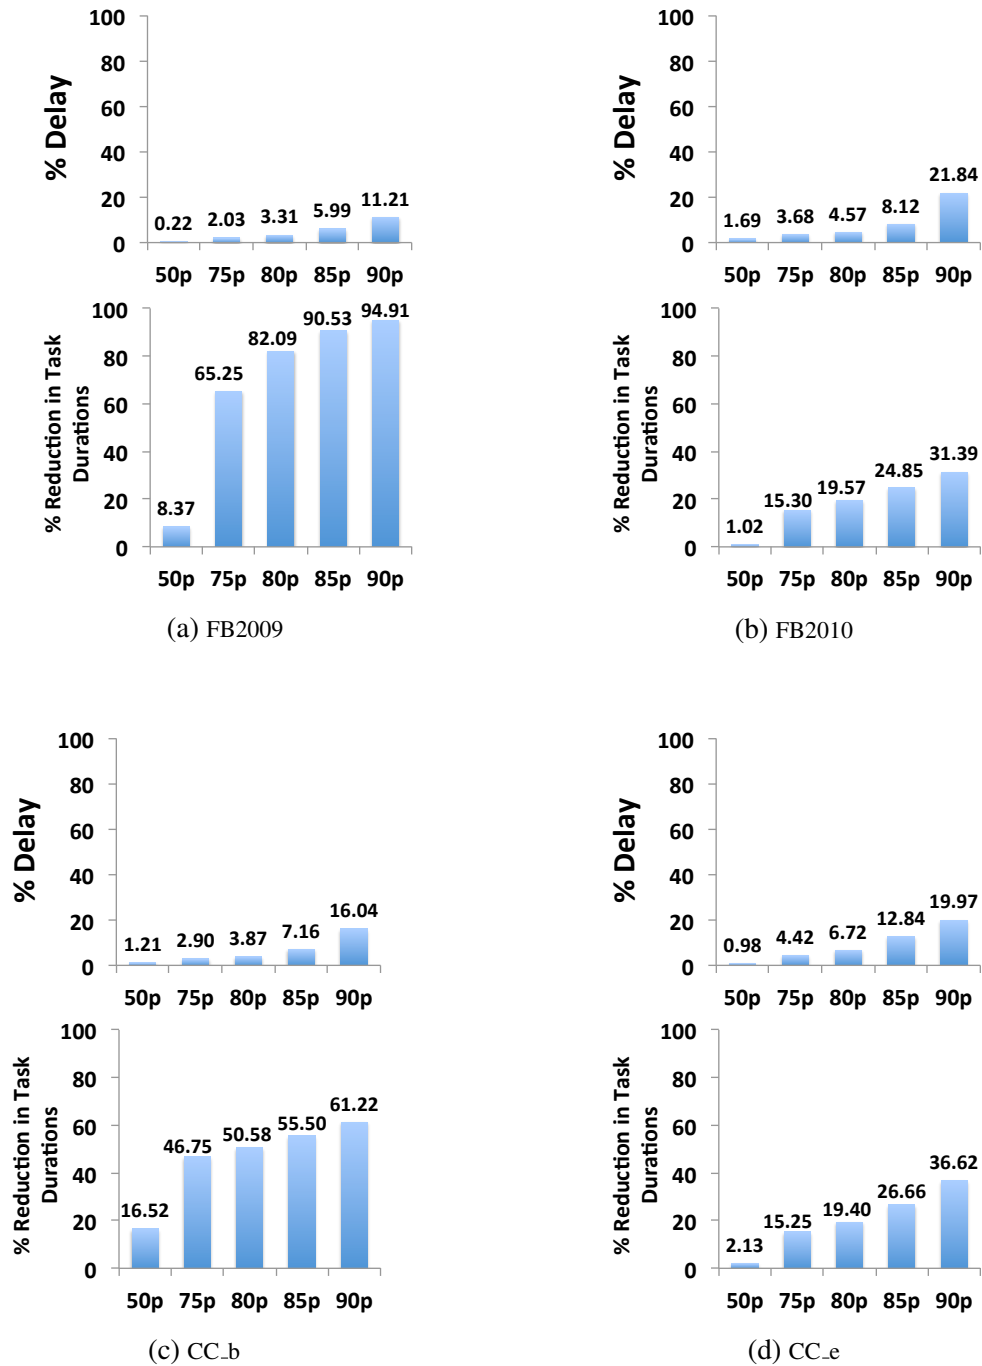 100
80
60
40
20
0
% Delay
0.22 2.03 3.31 5.99 11.21
50p 75p 80p 85p 90p
100
80
60
40
20
0
% Reduction in Task
Durations
8.37 65.25 82.09 90.53 94.91
50p 75p 80p 85p 90p
(a) FB2009
100
80
60
40
20
0
% Delay
1.69 3.68 4.57 8.12 21.84
50p 75p 80p 85p 90p
100
80
60
40
20
0
% Reduction in Task
Durations
1.02 15.30 19.57 24.85 31.39
50p 75p 80p 85p 90p
(b) FB2010
100
80
60
40
20
0
% Delay
1.21 2.90 3.87 7.16 16.04
50p 75p 80p 85p 90p
100
80
60
40
20
0
% Reduction in Task
Durations
16.52 46.75 50.58 55.50 61.22
50p 75p 80p 85p 90p
(c) CC_b
100
80
60
40
20
0
% Delay
0.98 4.42 6.72 12.84 19.97
50p 75p 80p 85p 90p
100
80
60
40
20
0
% Reduction in Task
Durations
2.13 15.25 19.40 26.66 36.62
50p 75p 80p 85p 90p
(d) CC_e